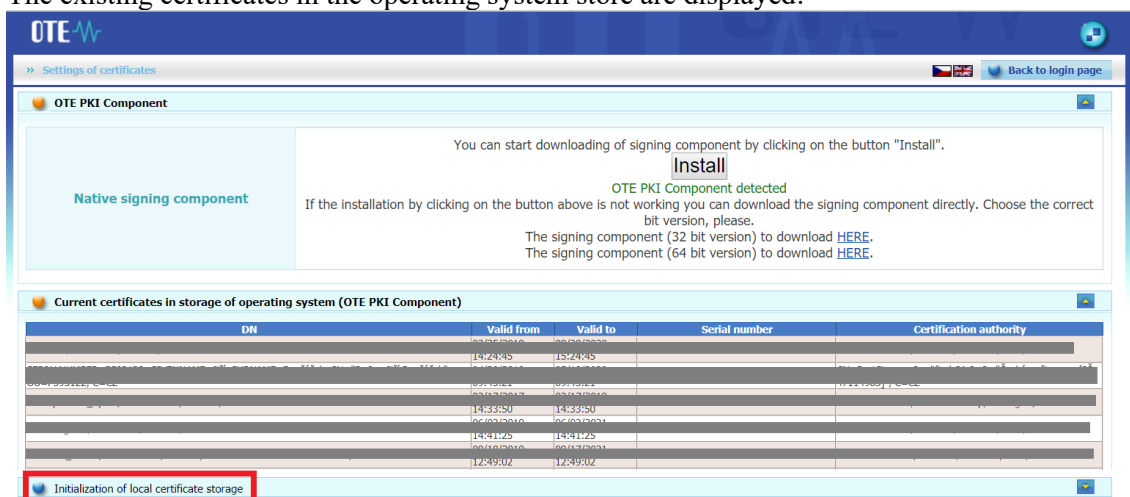 The existing certificates in the operating system store are displayed.
OTE
» Settings of certificates
Back to login page
OTE PKI Component
You can start downloading of signing component by clicking on the button "Install".
Install
OTE PKI Component detected
Native signing component
If the installation by clicking on the button above is not working you can download the signing component directly. Choose the correct
bit version, please.
The signing component (32 bit version) to download HERE.
The signing component (64 bit version) to download HERE.
Current certificates in storage of operating system (OTE PKI Component)
DN Valid from Valid to Serial number Certification authority
14:24:45 15:24:45
14:33:50 14:33:50
14:41:25 14:41:25
12:49:02 12:49:02
Initialization of local certificate storage